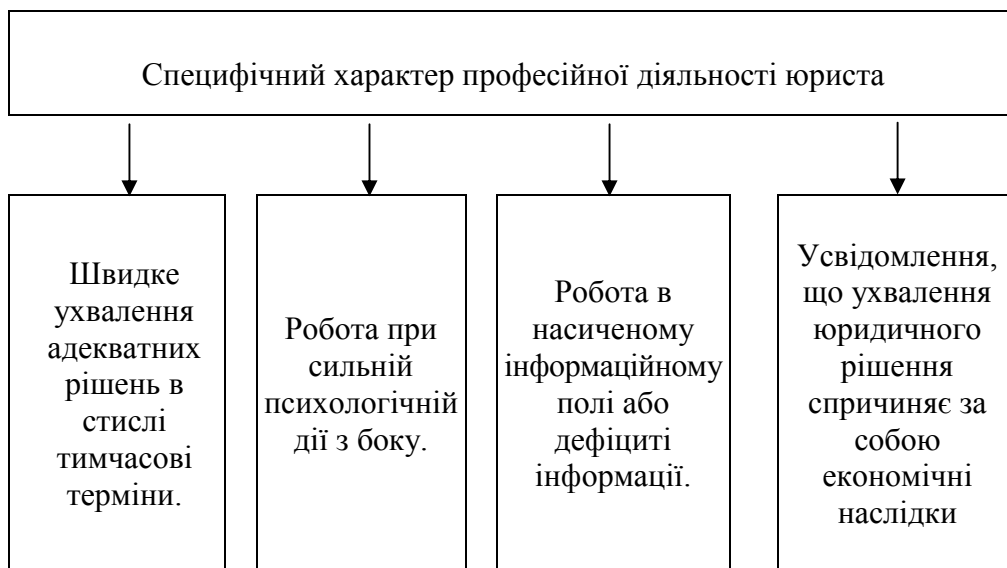 Специфічний характер професійної діяльності юриста
Швидке
ухвалення
адекватних
рішень в
стислі
тимчасові
терміни.
Робота при
сильній
психологічній
дії з боку.
Робота в
насиченому
інформаційному
полі або
дефіциті
інформації.
Усвідомлення,
що ухвалення
юридичного
рішення
спричиняє за
собою
економічні
наслідки